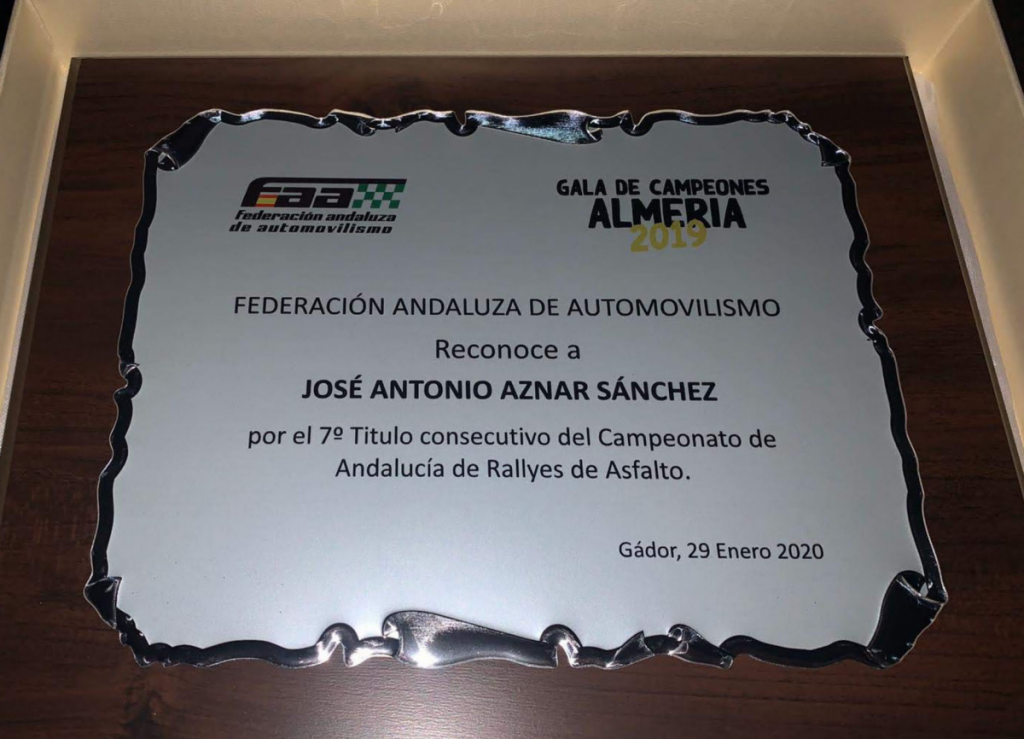 faa
Federación andaluza
de automovilismo
GALA DE CAMPEONES
ALMERIA
2019
FEDERACIÓN ANDALUZA DE AUTOMOVILISMO
Reconoce a
JOSÉ ANTONIO AZNAR SÁNCHEZ
por el 7º Titulo consecutivo del Campeonato de
Andalucía de Rallyes de Asfalto.
Gádor, 29 Enero 2020